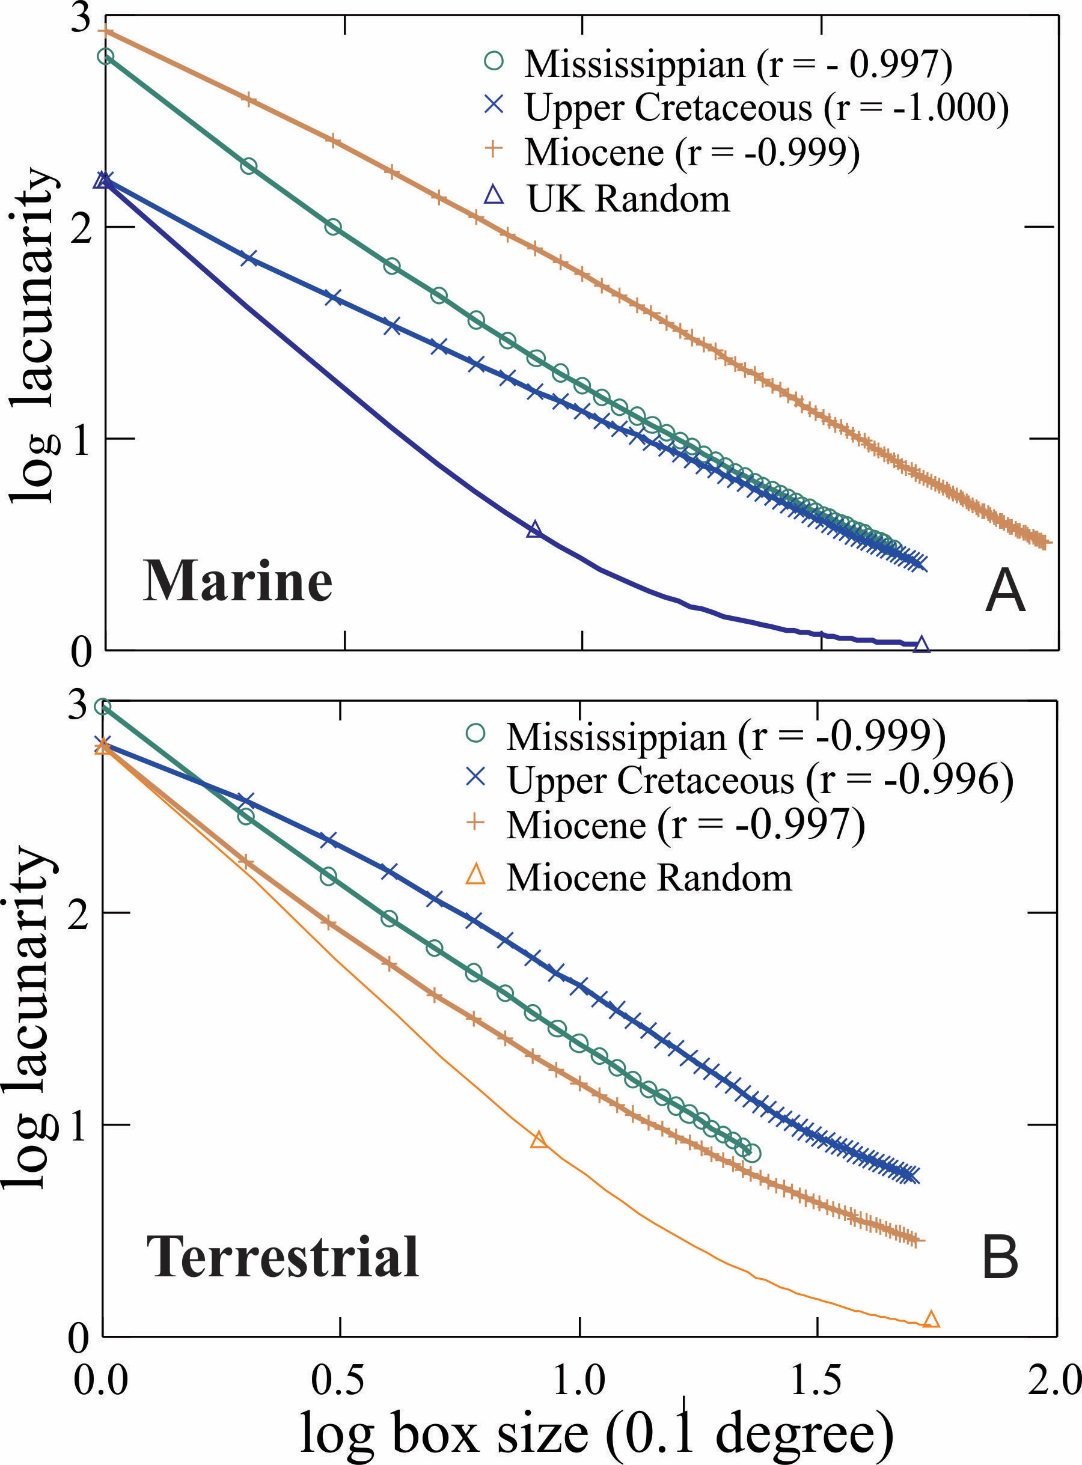 3
Mississippian (r = - 0.997)
Upper Cretaceous (r = -1.000)
Miocene (r = -0.999)
UK Random
2
log lacunarity
1
Marine
A
0
3
Mississippian (r = -0.999)
Upper Cretaceous (r = -0.996)
Miocene (r = -0.997)
Miocene Random
2
log lacunarity
1
Terrestrial
B
0
0.0 0.5 1.0 1.5 2.0
log box size (0.1 degree)